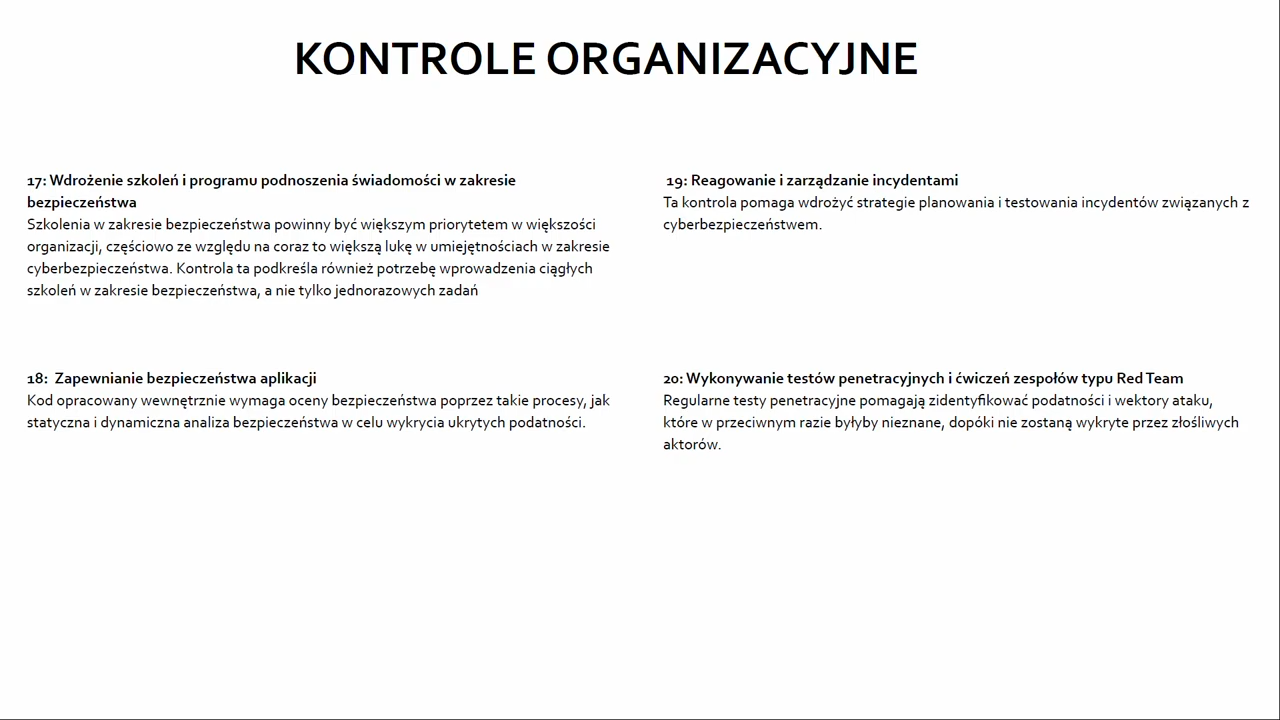 KONTROLE ORGANIZACYJNE
17: Wdrożenie szkoleń i programu podnoszenia świadomości w zakresie
bezpieczeństwa
Szkolenia w zakresie bezpieczeństwa powinny być większym priorytetem w większości
organizacji, częściowo ze względu na coraz to większą lukę w umiejętnościach w zakresie
cyberbezpieczeństwa. Kontrola ta podkreśla również potrzebę wprowadzenia ciągłych
szkoleń w zakresie bezpieczeństwa, a nie tylko jednorazowych zadań
18: Zapewnianie bezpieczeństwa aplikacji
Kod opracowany wewnętrznie wymaga oceny bezpieczeństwa poprzez takie procesy, jak
statyczna i dynamiczna analiza bezpieczeństwa w celu wykrycia ukrytych podatności.
19: Reagowanie i zarządzanie incydentami
Ta kontrola pomaga wdrożyć strategie planowania i testowania incydentów związanych z
cyberbezpieczeństwem.
20: Wykonywanie testów penetracyjnych i ćwiczeń zespołów typu Red Team
Regularne testy penetracyjne pomagają zidentyfikować podatności i wektory ataku,
które w przeciwnym razie byłyby nieznane, dopóki nie zostaną wykryte przez złośliwych
aktorów.